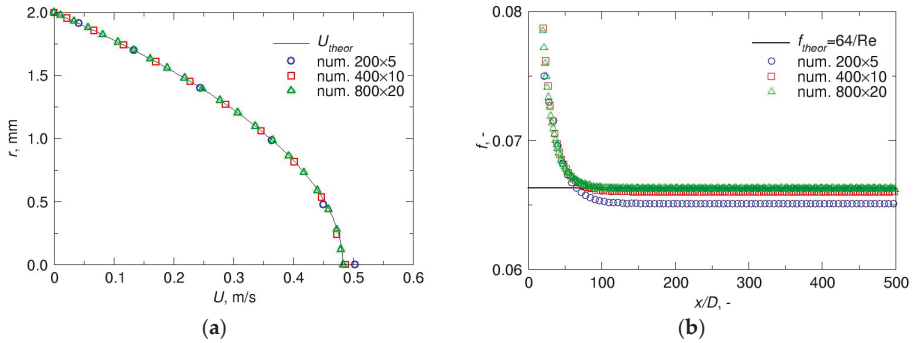 2.0
1.5
1.0
0.5
0.0
r, mm
0 0.1 0.2 0.3 0.4 0.5 0.6
U, m/s
U_theor
num. 200×5
num. 400×10
num. 800×20
(a)
0.08
0.07
0.06
f, -
0 100 200 300 400 500
x/D, -
f_theor=64/Re
num. 200×5
num. 400×10
num. 800×20
(b)